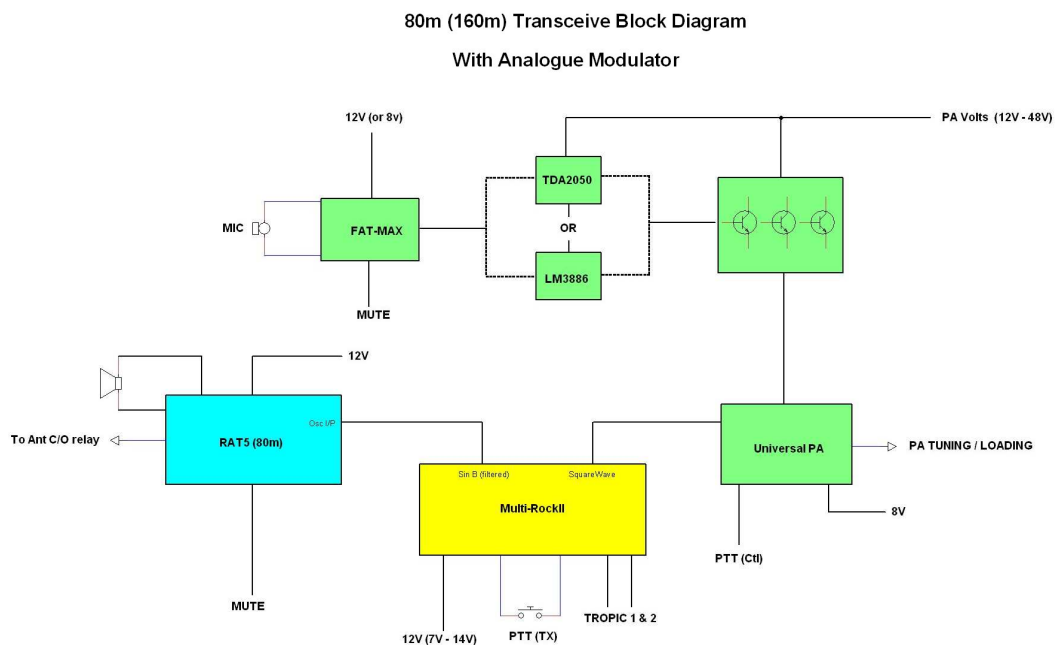 80m (160m) Transceive Block Diagram
With Analogue Modulator
12V (or 8v)
PA Volts (12V - 48V)
TDA2050
MIC
FAT-MAX
OR
LM3886
MUTE
12V
Osc I/P
To Ant C/O relay
RAT5 (80m)
Universal PA
PA TUNING / LOADING
Sin B (filtered)
SquareWave
Multi-RockII
8V
PTT (Ctl)
MUTE
TROPIC 1 & 2
12V (7V - 14V)
PTT (TX)